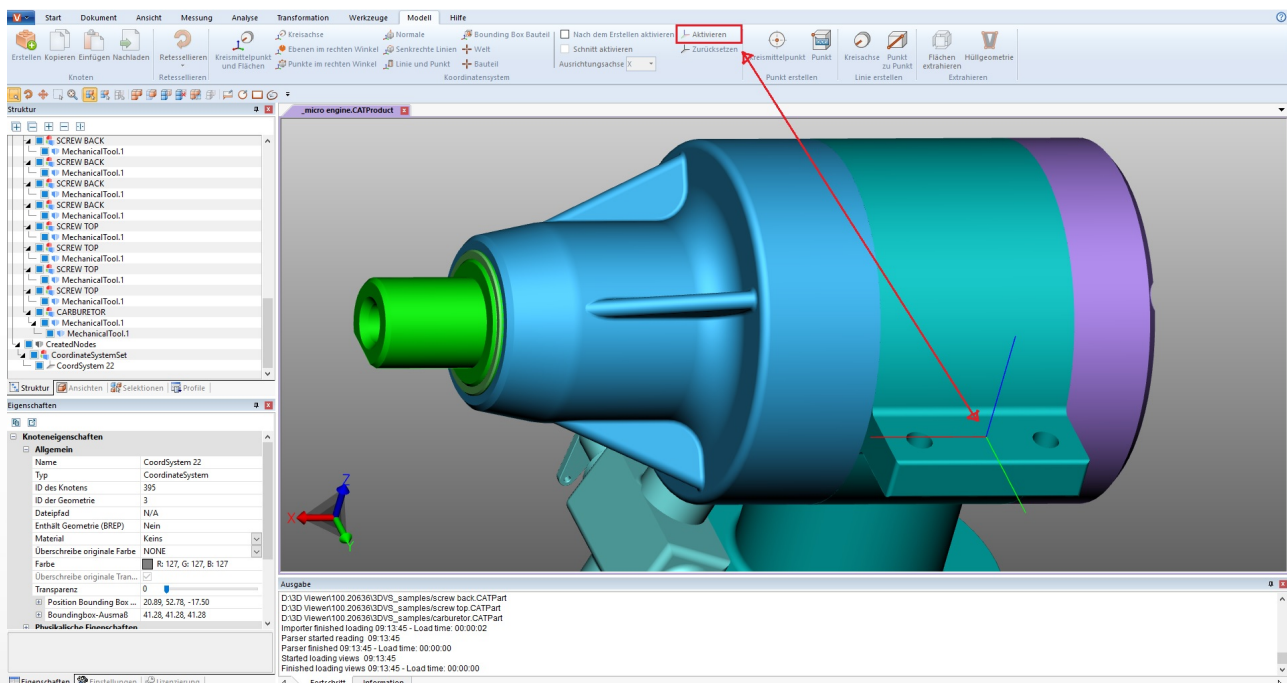 Start Dokument Ansicht Messung Analyse Transformation Werkzeuge Modell Hilfe
Erstellen Kopieren Einfügen Nachladen
Knoten
Retessellieren
Retessellieren
Kreismittelpunkt und Flächen
Kreisachse Normale Bounding Box Bauteil
Ebenen im rechten Winkel Senkrechte Linien Welt
Punkte im rechten Winkel Linie und Punkt Bauteil
Nach dem Erstellen aktivieren Aktivieren
Schnitt aktivieren Zurücksetzen
Ausrichtungsachse X
Koordinatensystem
Kreismittelpunkt Punkt
Punkt erstellen
Kreisachse Punkt zu Punkt
Linie erstellen
Flächen extrahieren Hüllgeometrie
Extrahieren
Struktur
SCREW BACK
MechanicalTool.1
SCREW BACK
MechanicalTool.1
SCREW BACK
MechanicalTool.1
SCREW BACK
MechanicalTool.1
SCREW TOP
MechanicalTool.1
SCREW TOP
MechanicalTool.1
SCREW TOP
MechanicalTool.1
SCREW TOP
MechanicalTool.1
CARBURETOR
MechanicalTool.1
MechanicalTool.1
CreatedNodes
CoordinateSystemSet
CoordSystem 22
Struktur Ansichten Selektionen Profile
Eigenschaften
Knoteneigenschaften
Allgemein
Name CoordSystem 22
Typ CoordinateSystem
ID des Knotens 395
ID der Geometrie 3
Dateipfad N/A
Enthält Geometrie (BREP) Nein
Material Keins
Überschreibe originale Farbe NONE
Farbe R: 127, G: 127, B: 127
Überschreibe originale Tran...
Transparenz 0
Position Bounding Box ... 20.89, 52.78, -17.50
Boundingbox-Ausmaß 41.28, 41.28, 41.28
Physikalische Eigenschaften
Eigenschaften Einstellungen Lizenzierung
_micro engine.CATProduct
Z
X
Y
Ausgabe
D:\3D Viewer\100.20636\3DVS_samples/screw back.CATPart
D:\3D Viewer\100.20636\3DVS_samples/screw top.CATPart
D:\3D Viewer\100.20636\3DVS_samples/carburetor.CATPart
Importer finished loading 09:13:45 - Load time: 00:00:02
Parser started reading 09:13:45
Parser finished 09:13:45 - Load time: 00:00:00
Started loading views 09:13:45
Finished loading views 09:13:45 - Load time: 00:00:00
Fortschritt Information